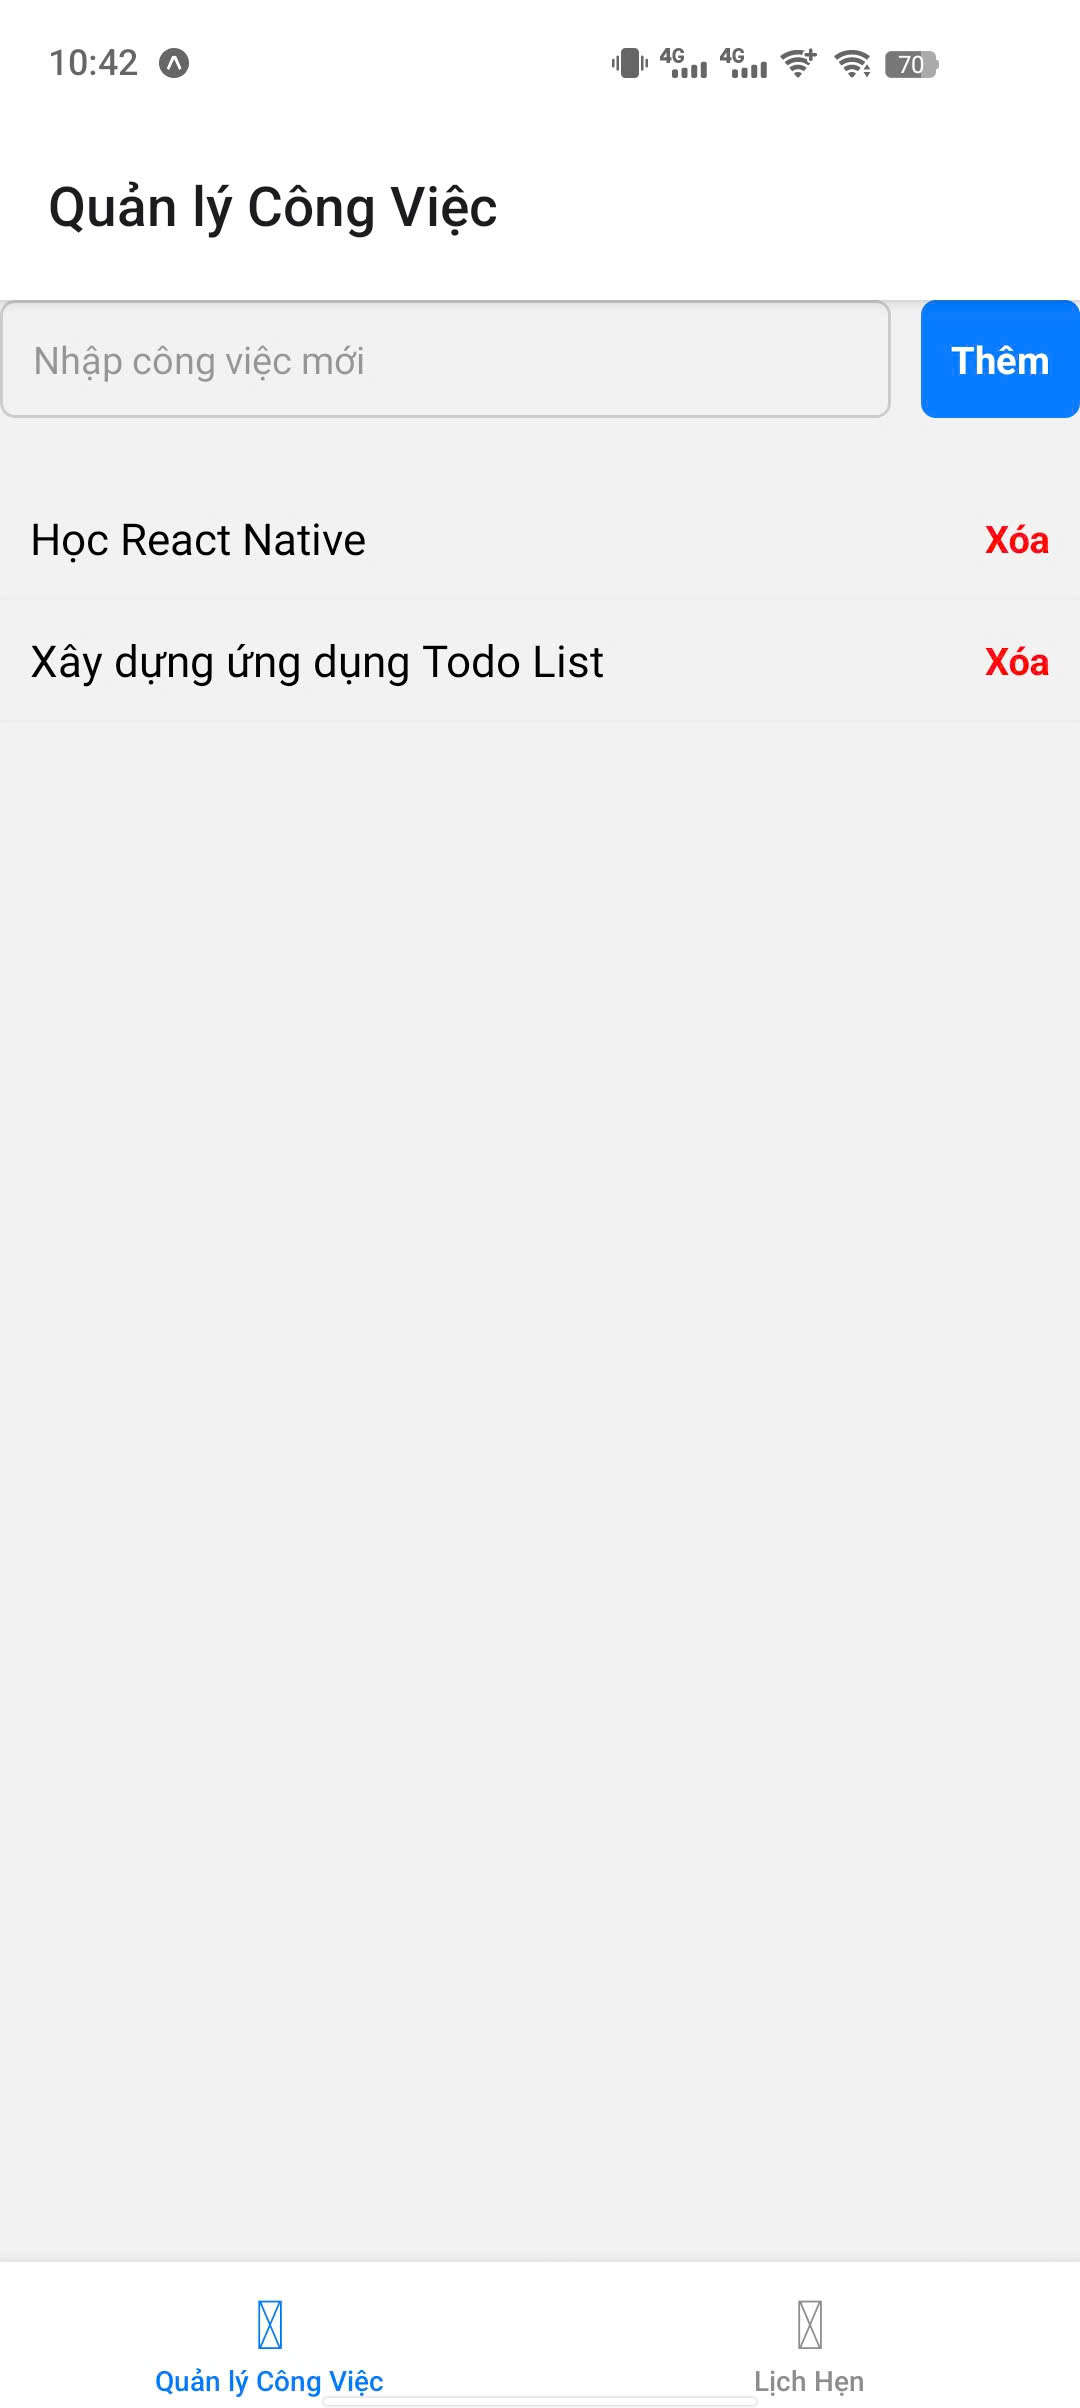 10:42 4G 4G 70
Quản lý Công Việc
Nhập công việc mới Thêm
Học React Native Xóa
Xây dựng ứng dụng Todo List Xóa
Quản lý Công Việc Lịch Hẹn